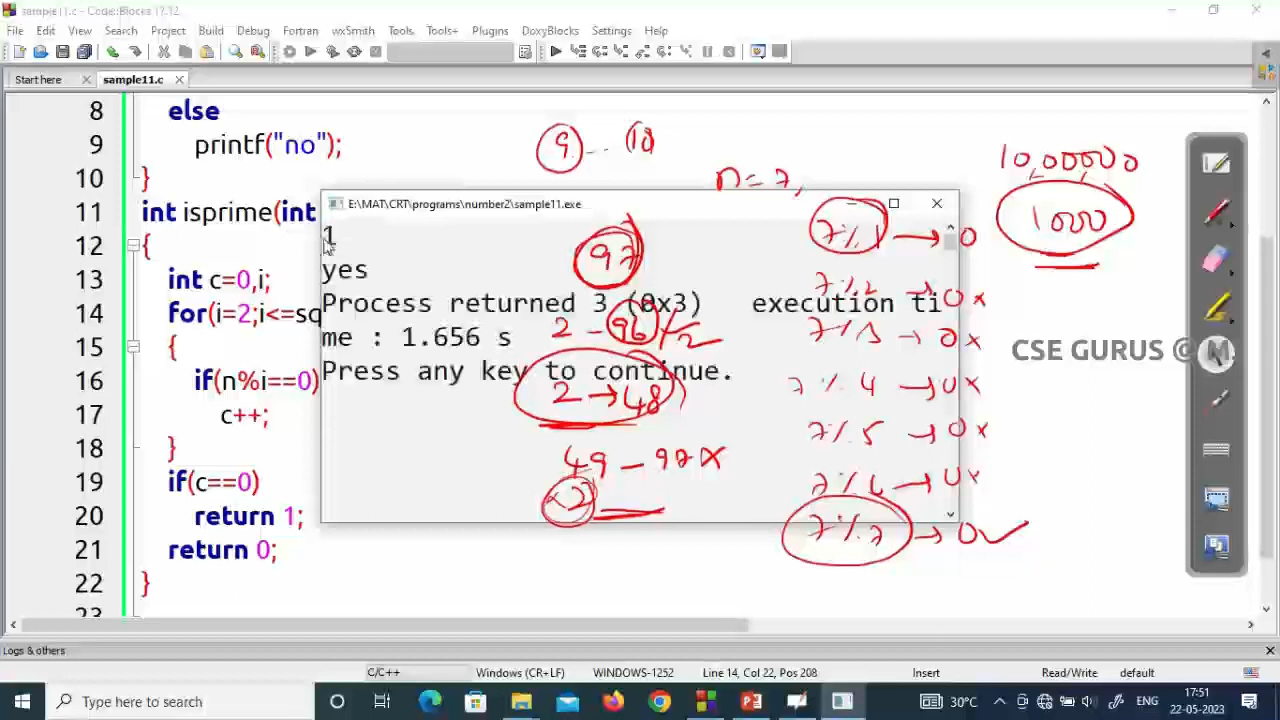 sample11.c - Code::Blocks 17.12
File Edit View Search Project Build Debug Fortran wxSmith Tools Tools+ Plugins DoxyBlocks Settings Help
Start here sample11.c
8 else
9 printf("no");
10 }
11 int isprime(int
12 {
13 int c=0,i;
14 for(i=2;i<=sq
15 {
16 if(n%i==0)
17 c++;
18 }
19 if(c==0)
20 return 1;
21 return 0;
22 }
23
E:\MAT\CRT\programs\number2\sample11.exe
1
yes
Process returned 3 (0x3) execution ti
me : 1.656 s
Press any key to continue.
9 ... 10
97
2 - 96/2
2 → 48
49 - 97 x
n = 7,
7 % 1 → 0
7 % 2 → 0 x
7 % 3 → 0 x
7 % 4 → 0 x
7 % 5 → 0 x
7 % 6 → 0 x
7 % 7 → 0 ✓
10,00,000
1000
CSE GURUS ©
Logs & others
C/C++ Windows (CR+LF) WINDOWS-1252 Line 14, Col 22, Pos 208 Insert Read/Write default
Type here to search
30°C ENG 17:51
22-05-2023